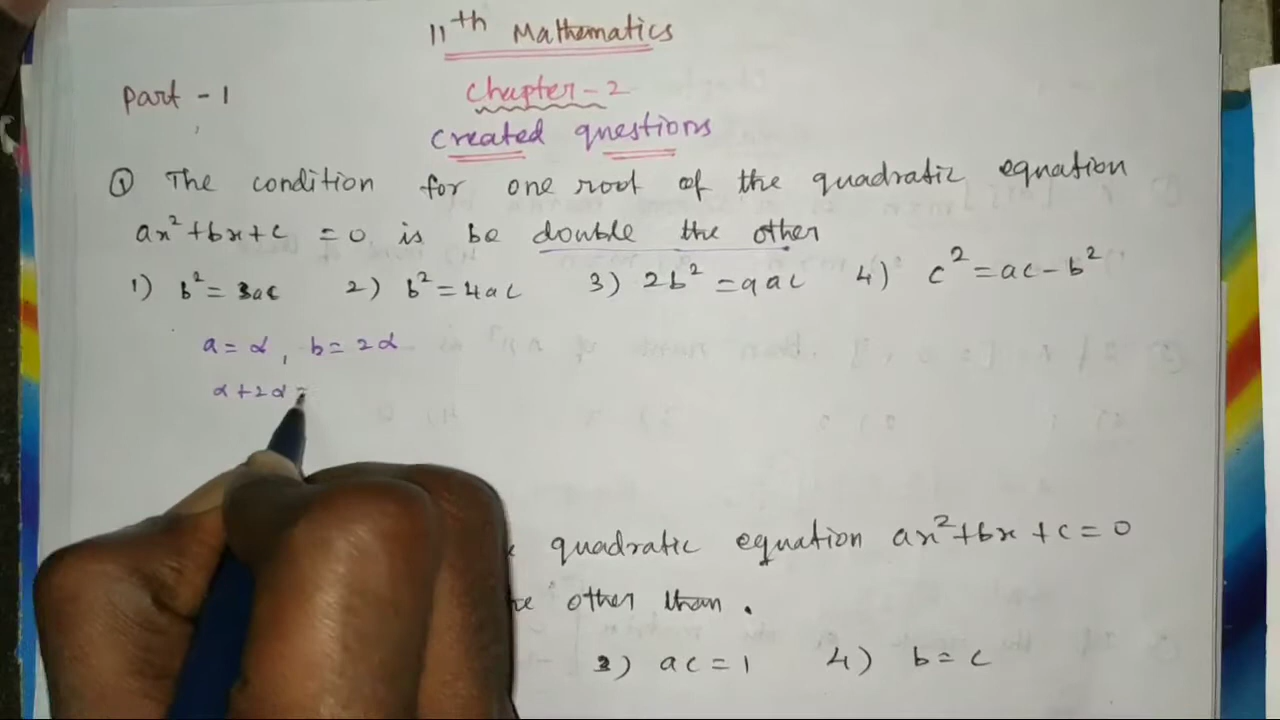 11th Mathematics
Part - 1
Chapter - 2
Created questions
① The condition for one root of the quadratic equation
ax²+bx+c = 0 is be double the other
1) b² = 3ac 2) b² = 4ac 3) 2b² = 9ac 4) c² = ac - b²
a = α, b = 2α
α + 2α =
quadratic equation ax²+bx+c = 0
other than .
3) ac = 1 4) b = c